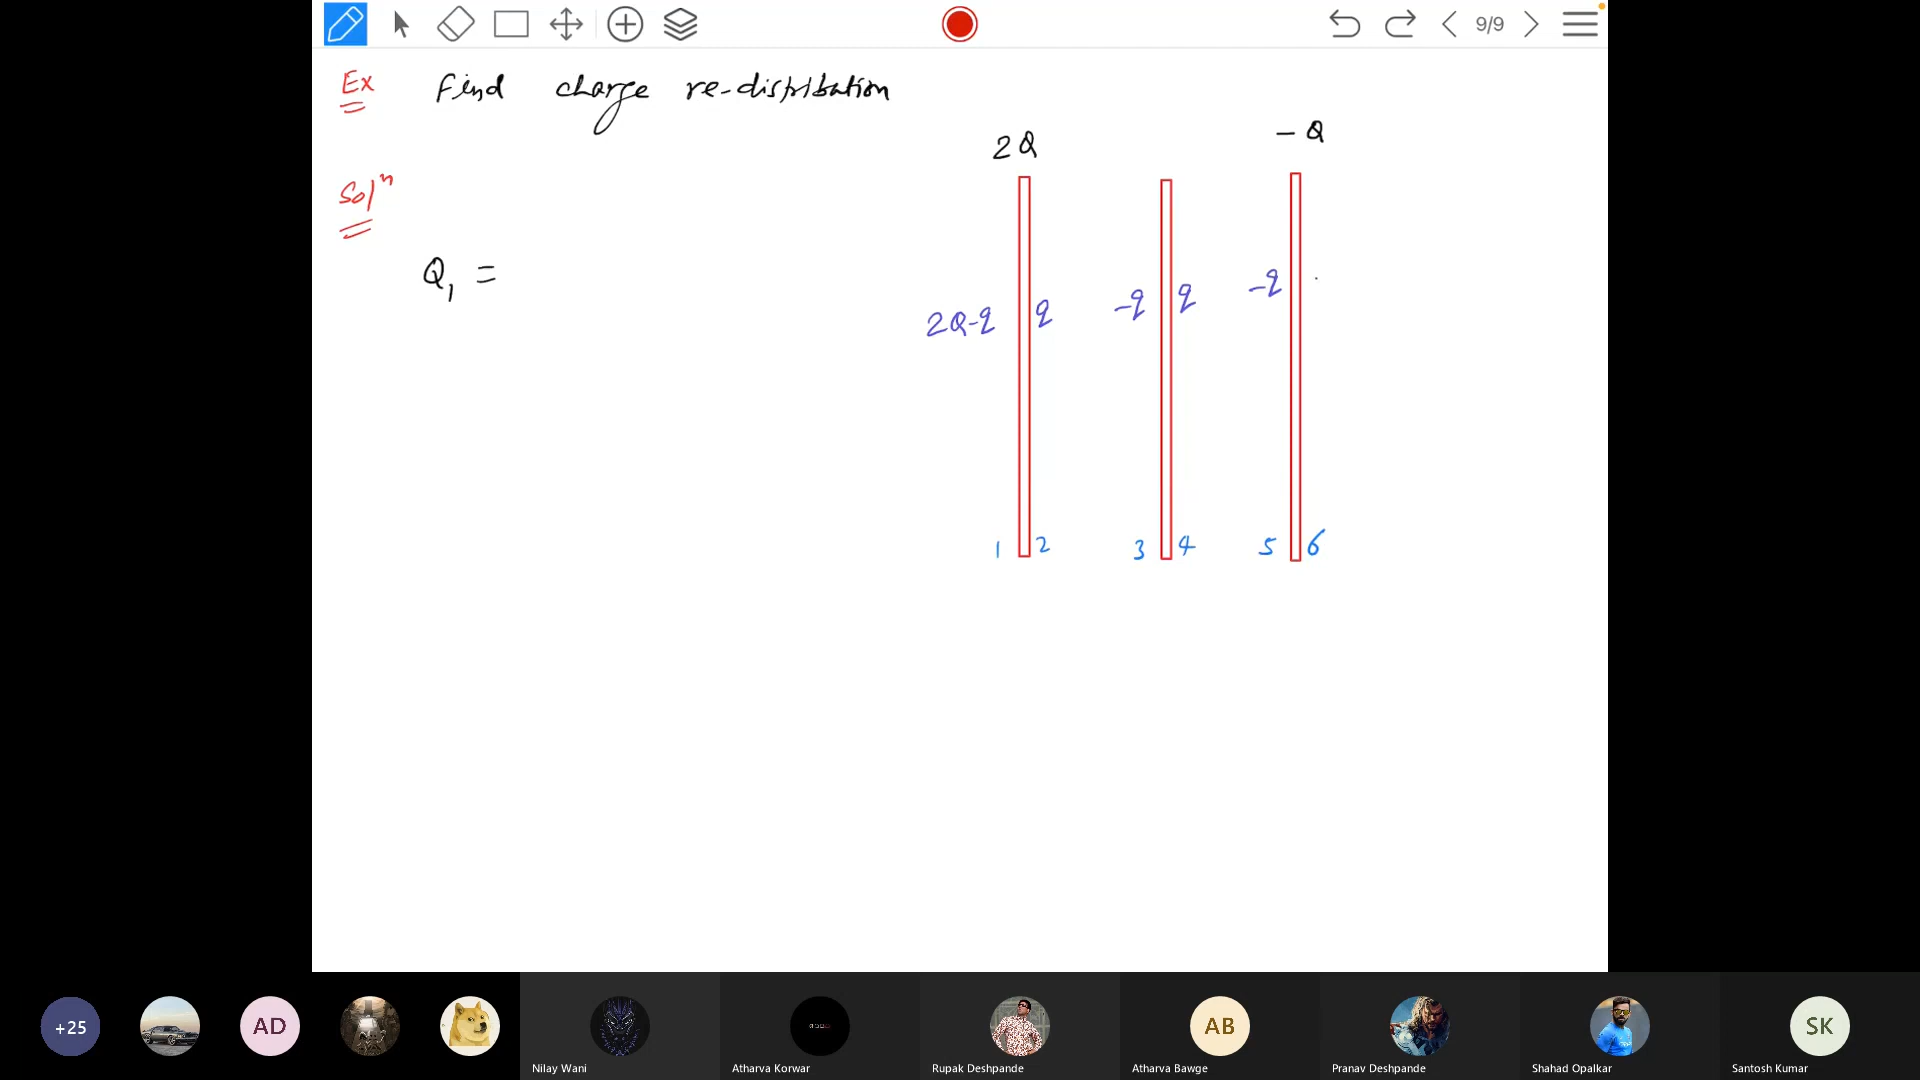 9/9
Ex Find charge re-distribution
2Q
-Q
Solⁿ
Q₁ =
2Q-q q -q q -q
1 2 3 4 5 6
+25 AD AB SK
Nilay Wani Atharva Korwar Rupak Deshpande Atharva Bawge Pranav Deshpande Shahad Opalkar Santosh Kumar